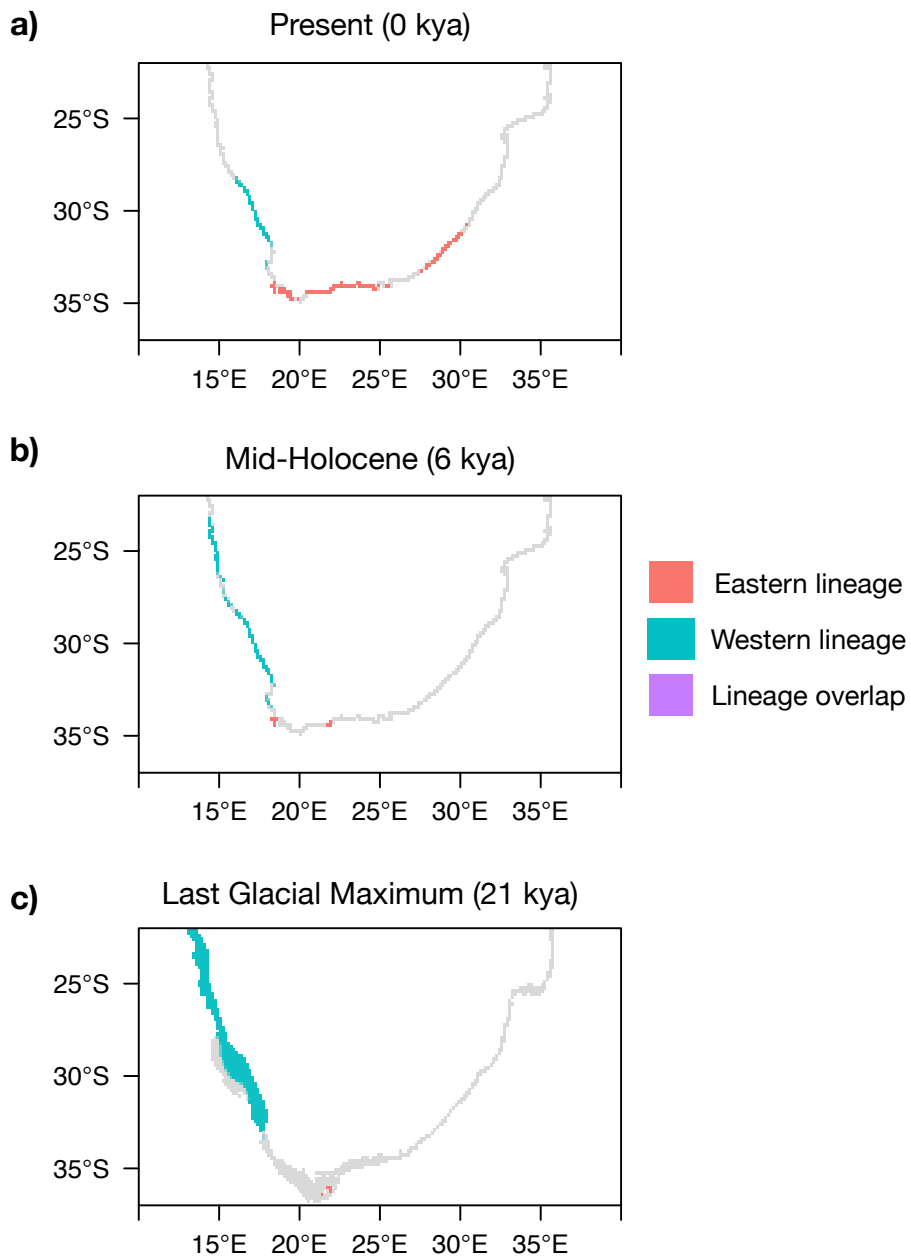 a)
Present (0 kya)
25°S
30°S
35°S
15°E 20°E 25°E 30°E 35°E
b)
Mid-Holocene (6 kya)
25°S
30°S
35°S
15°E 20°E 25°E 30°E 35°E
Eastern lineage
Western lineage
Lineage overlap
c)
Last Glacial Maximum (21 kya)
25°S
30°S
35°S
15°E 20°E 25°E 30°E 35°E